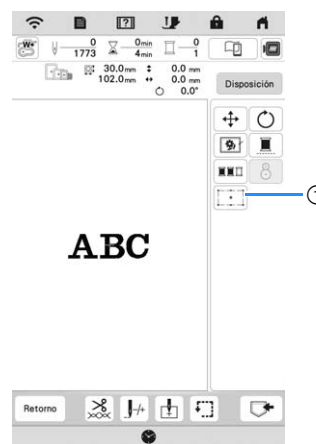 W+ 0 0min 0
1773 4min 1
30.0mm 0.0 mm
102.0mm 0.0 mm
0.0°
Disposición
ABC
Retorno